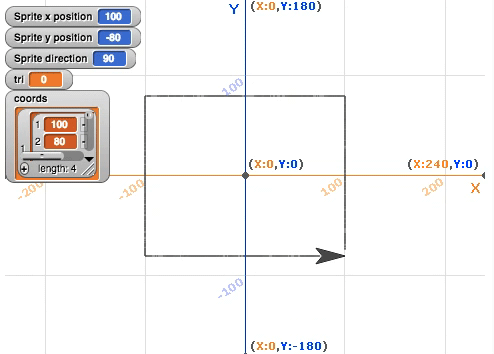 Sprite x position 100
Sprite y position -80
Sprite direction 90
tri 0
coords
1 100
2 80
1
+ length: 4
Y (X:0,Y:180)
100
(X:0,Y:0)
(X:240,Y:0)
-200
-100
100
200
X
-100
(X:0,Y:-180)